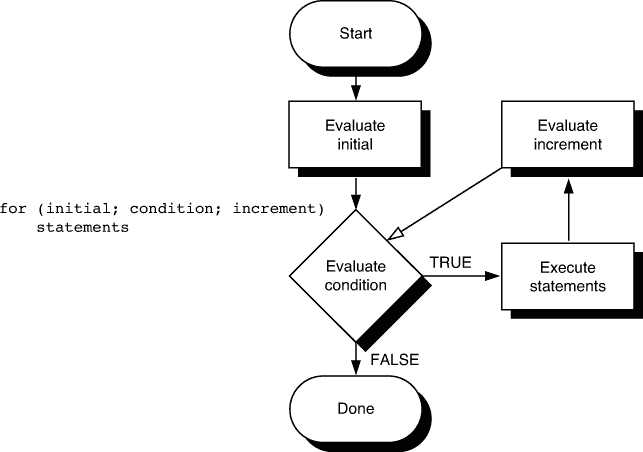 Start
Evaluate
initial
Evaluate
increment
for (initial; condition; increment)
statements
Evaluate
condition
TRUE
Execute
statements
FALSE
Done